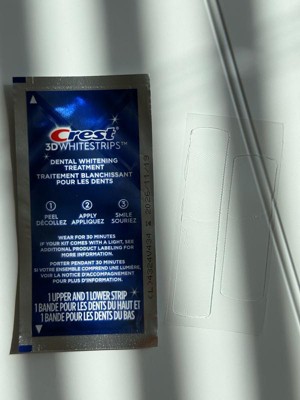 Crest
3DWHITESTRIPS™
DENTAL WHITENING
TREATMENT
TRAITEMENT BLANCHISSANT
POUR LES DENTS
1 2 3
PEEL APPLY SMILE
DÉCOLLEZ APPLIQUEZ SOURIEZ
WEAR FOR 30 MINUTES
IF YOUR KIT COMES WITH A LIGHT, SEE
ADDITIONAL PRODUCT LABELING FOR
MORE INFORMATION.
PORTER PENDANT 30 MINUTES
SI VOTRE ENSEMBLE COMPREND UNE LUMIÈRE,
VOIR LA NOTICE D'ACCOMPAGNEMENT
POUR PLUS D'INFORMATION.
1 UPPER AND 1 LOWER STRIP
1 BANDE POUR LES DENTS DU HAUT ET
1 BANDE POUR LES DENTS DU BAS